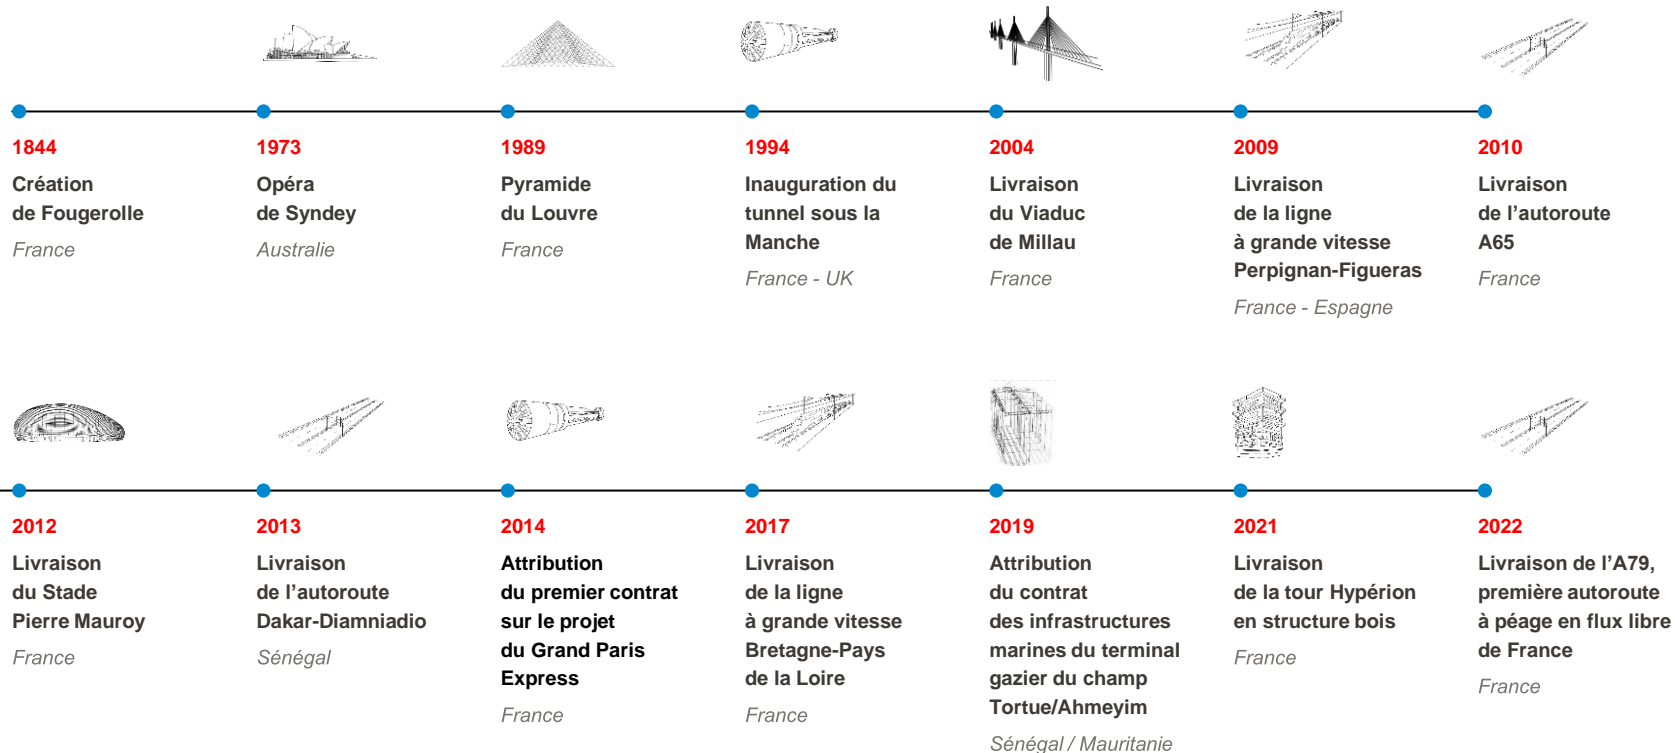 1844
Création
de Fougerolle
France
1973
Opéra
de Syndey
Australie
1989
Pyramide
du Louvre
France
1994
Inauguration du
tunnel sous la
Manche
France - UK
2004
Livraison
du Viaduc
de Millau
France
2009
Livraison
de la ligne
à grande vitesse
Perpignan-Figueras
France - Espagne
2010
Livraison
de l’autoroute
A65
France
2012
Livraison
du Stade
Pierre Mauroy
France
2013
Livraison
de l’autoroute
Dakar-Diamniadio
Sénégal
2014
Attribution
du premier contrat
sur le projet
du Grand Paris
Express
France
2017
Livraison
de la ligne
à grande vitesse
Bretagne-Pays
de la Loire
France
2019
Attribution
du contrat
des infrastructures
marines du terminal
gazier du champ
Tortue/Ahmeyim
Sénégal / Mauritanie
2021
Livraison
de la tour Hypérion
en structure bois
France
2022
Livraison de l’A79,
première autoroute
à péage en flux libre
de France
France